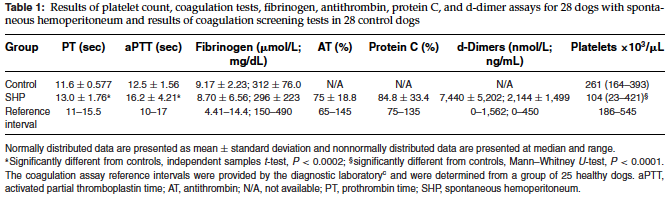 Table 1: Results of platelet count, coagulation tests, fibrinogen, antithrombin, protein C, and d-dimer assays for 28 dogs with sponta-
neous hemoperitoneum and results of coagulation screening tests in 28 control dogs
Group PT (sec) aPTT (sec) Fibrinogen (μmol/L; mg/dL) AT (%) Protein C (%) d-Dimers (nmol/L; ng/mL) Platelets ×10³/μL
Control 11.6 ± 0.577 12.5 ± 1.56 9.17 ± 2.23; 312 ± 76.0 N/A N/A N/A 261 (164–393)
SHP 13.0 ± 1.76* 16.2 ± 4.21* 8.70 ± 6.56; 296 ± 223 75 ± 18.8 84.8 ± 33.4 7,440 ± 5,202; 2,144 ± 1,499 104 (23–421)§
Reference interval 11–15.5 10–17 4.41–14.4; 150–490 65–145 75–135 0–1,562; 0–450 186–545
Normally distributed data are presented as mean ± standard deviation and nonnormally distributed data are presented at median and range.
*Significantly different from controls, independent samples t-test, P < 0.0002; §significantly different from controls, Mann–Whitney U-test, P < 0.0001.
The coagulation assay reference intervals were provided by the diagnostic laboratoryᶜ and were determined from a group of 25 healthy dogs. aPTT,
activated partial thromboplastin time; AT, antithrombin; N/A, not available; PT, prothrombin time; SHP, spontaneous hemoperitoneum.